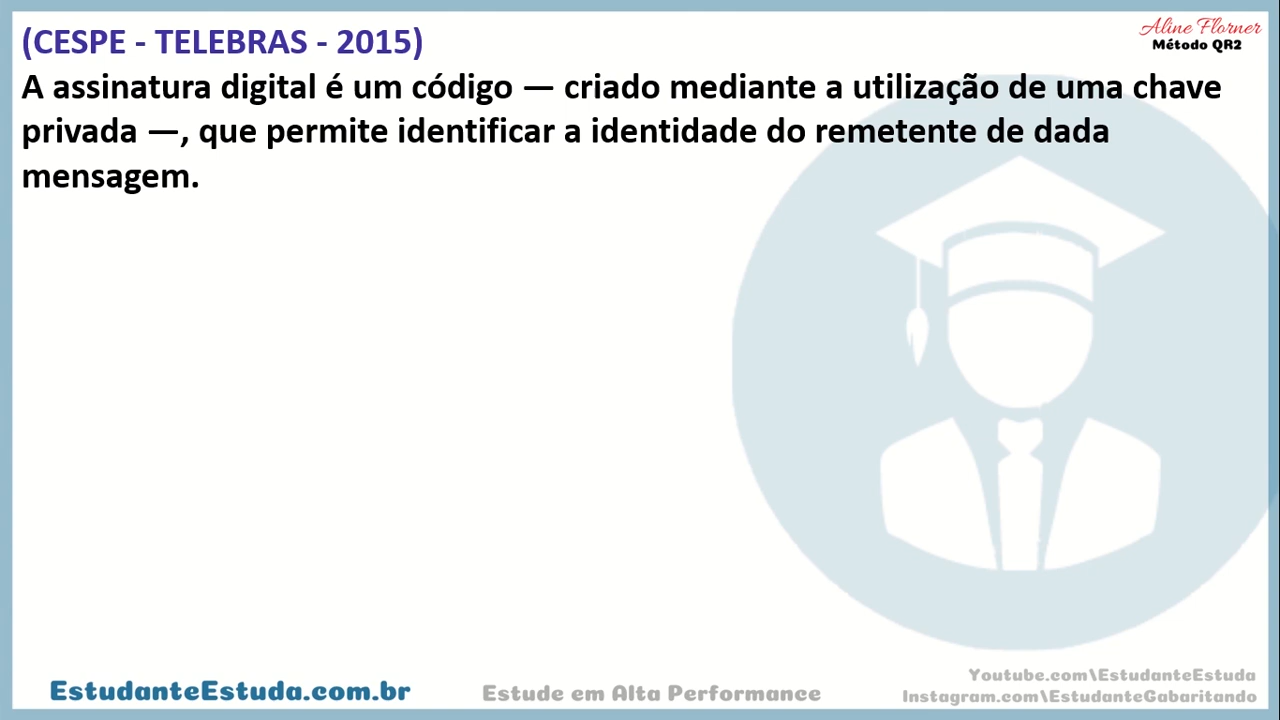 Aline Florner
Método QR2
(CESPE - TELEBRAS - 2015)
A assinatura digital é um código — criado mediante a utilização de uma chave
privada —, que permite identificar a identidade do remetente de dada
mensagem.
EstudanteEstuda.com.br
Estude em Alta Performance
Youtube.com\EstudanteEstuda
Instagram.com\EstudanteGabaritando